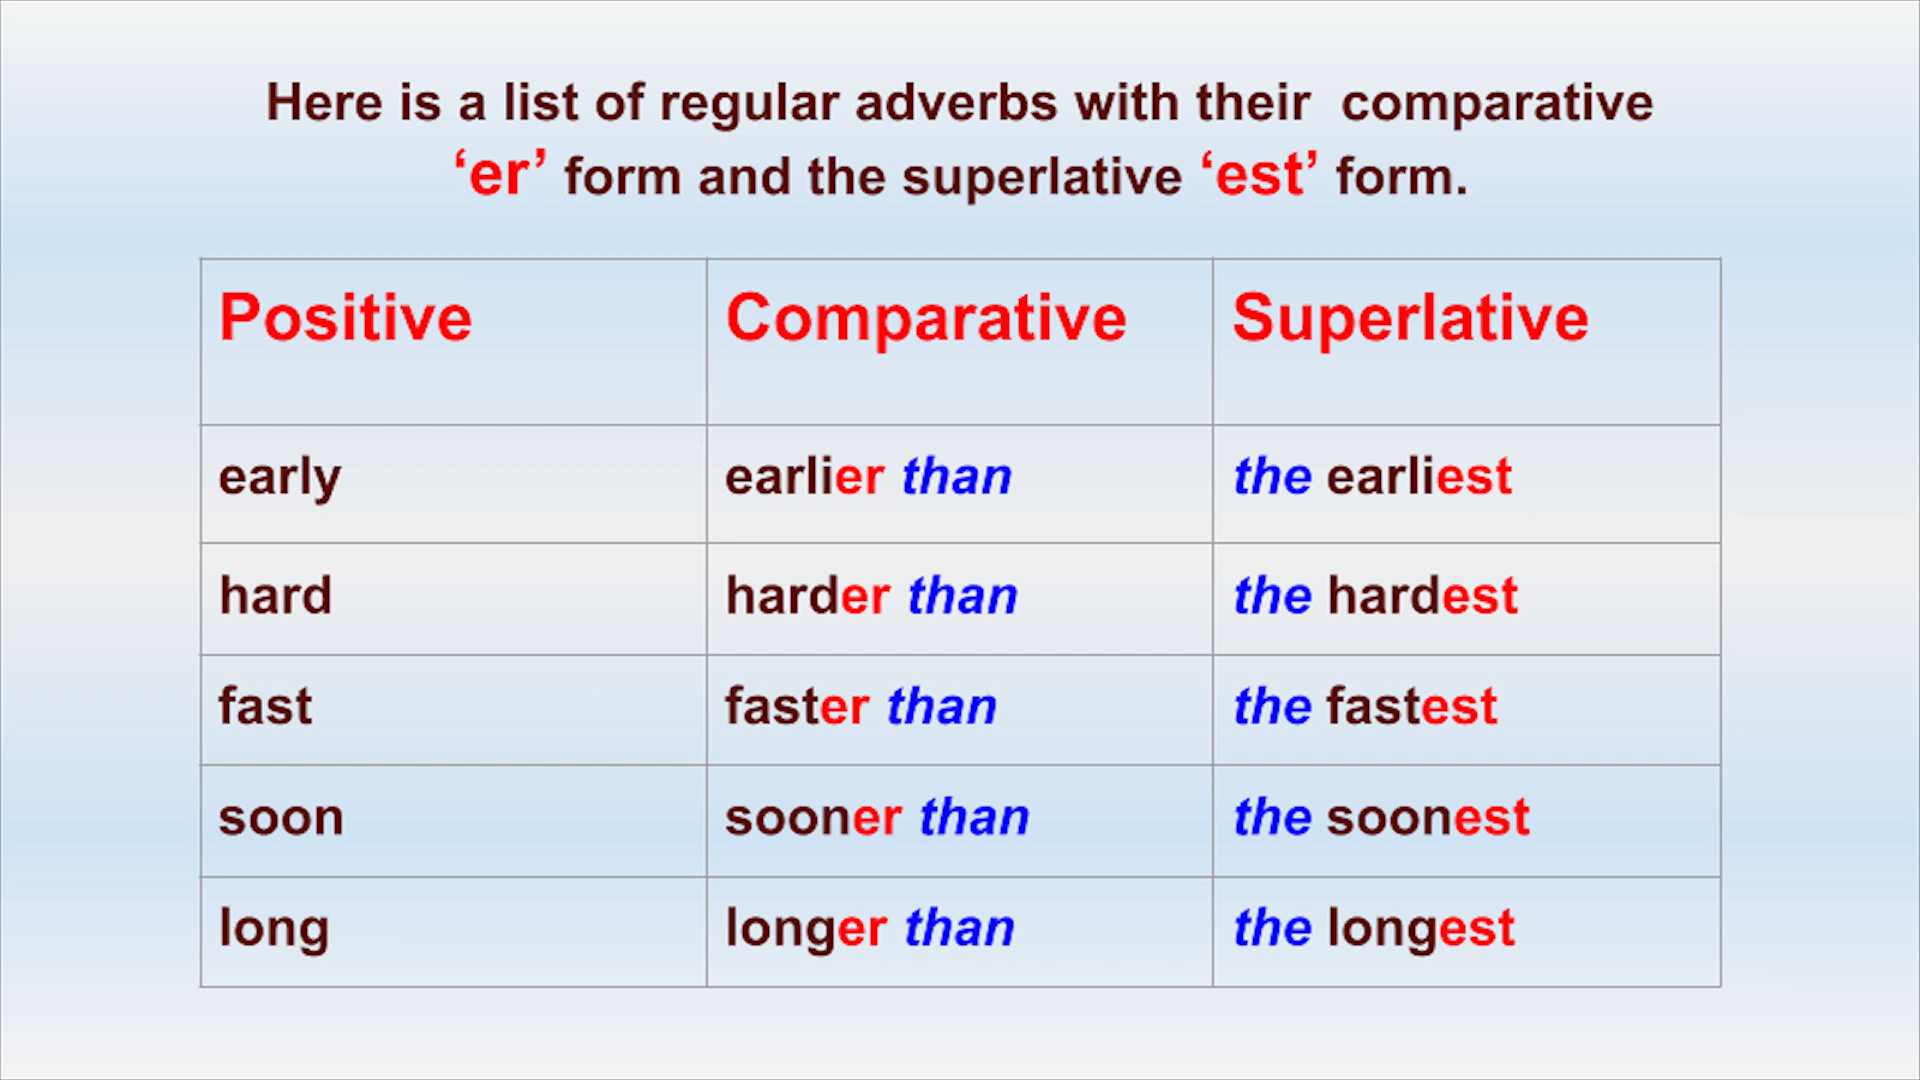 Here is a list of regular adverbs with their comparative
‘er’ form and the superlative ‘est’ form.
Positive Comparative Superlative
early earlier than the earliest
hard harder than the hardest
fast faster than the fastest
soon sooner than the soonest
long longer than the longest